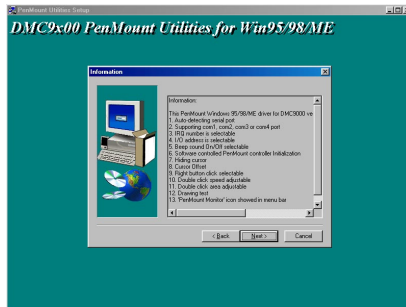 PenMount Utilities Setup
DMC9x00 PenMount Utilities for Win95/98/ME
Information
Information:
This PenMount Windows 95/98/ME driver for DMC9000 ve
1. Auto detecting serial port
2. Supporting com1, com2, com3 or com4 port
3. IRQ number is selectable
4. I/O address is selectable
5. Beep sound On/Off selectable
6. Software controlled PenMount controller Initialization
7. Hiding cursor
8. Cursor Offset
9. Right button click selectable
10. Double click speed adjustable
11. Double click area adjustable
12. Drawing test
13. 'PenMount Monitor' icon showed in menu bar
< Back
Next >
Cancel